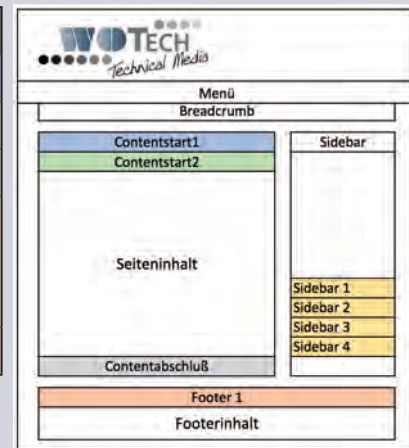 WOTECH
Technical Media
Menü
Breadcrumb
Contentstart1
Contentstart2
Seiteninhalt
Contentabschluß
Sidebar
Sidebar 1
Sidebar 2
Sidebar 3
Sidebar 4
Footer 1
Footerinhalt